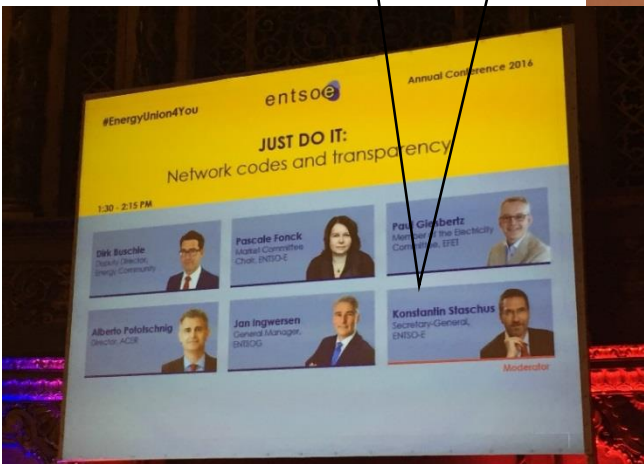 #EnergyUnion4You
entsoe
Annual Conference 2016
JUST DO IT:
Network codes and transparency
1:30 - 2:15 PM
Dirk Buschle
Deputy Director,
Energy Community
Pascale Fonck
Market Committee
Chair, ENTSO-E
Paul Giesbertz
Member of the Electricity
Committee, EFET
Alberto Pototschnig
Director, ACER
Jan Ingwersen
General Manager,
ENTSOG
Konstantin Staschus
Secretary-General,
ENTSO-E
Moderator